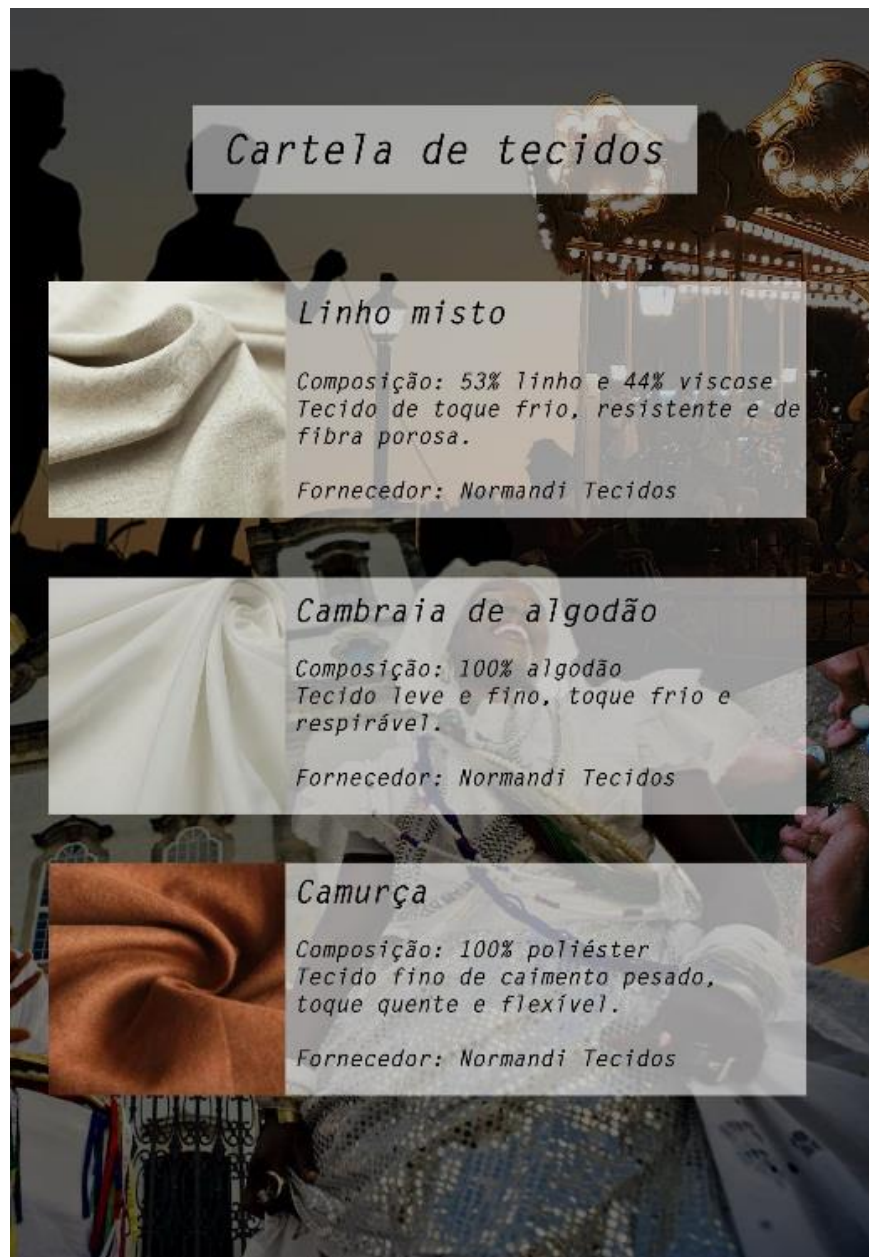 Cartela de tecidos
Linho misto
Composição: 53% linho e 44% viscose
Tecido de toque frio, resistente e de
fibra porosa.
Fornecedor: Normandi Tecidos
Cambraia de algodão
Composição: 100% algodão
Tecido leve e fino, toque frio e
respirável.
Fornecedor: Normandi Tecidos
Camurça
Composição: 100% poliéster
Tecido fino de caimento pesado,
toque quente e flexível.
Fornecedor: Normandi Tecidos